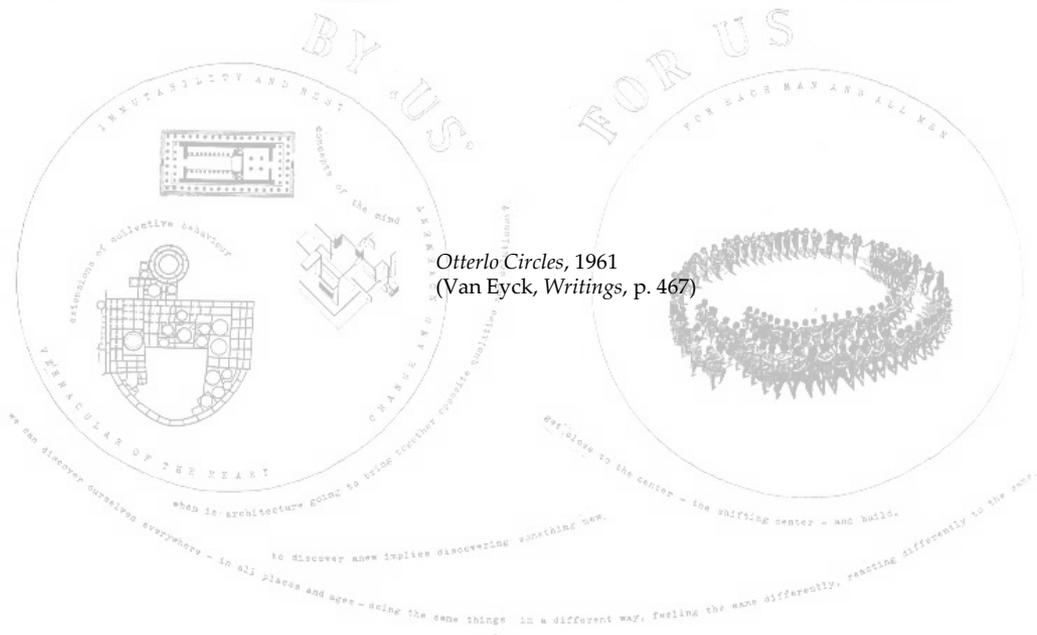 BY US
FOR US
IMMUTABILITY AND REST
FOR EACH MAN AND ALL MEN
concepts of the mind
extensions of collective behaviour
Otterlo Circles, 1961
(Van Eyck, Writings, p. 467)
CHANGE AND
VERNACULAR OF THE HEART
when is architecture going to bring together opposite qualities
get close to the center – the shifting center – and build.
to discover anew implies discovering something new.
we can discover ourselves everywhere – in all places and ages – doing the same things in a different way, feeling the same differently, reacting differently to the same.